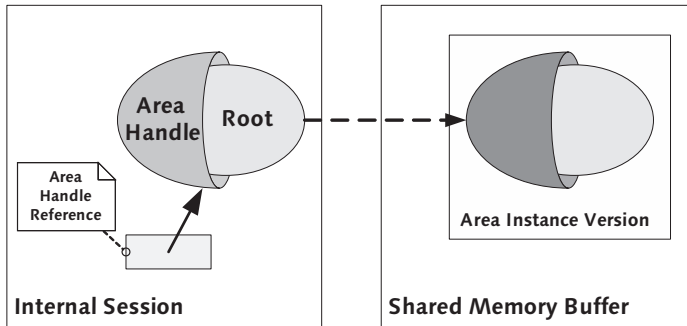 Area
Handle
Root
Area
Handle
Reference
Area Instance Version
Internal Session
Shared Memory Buffer